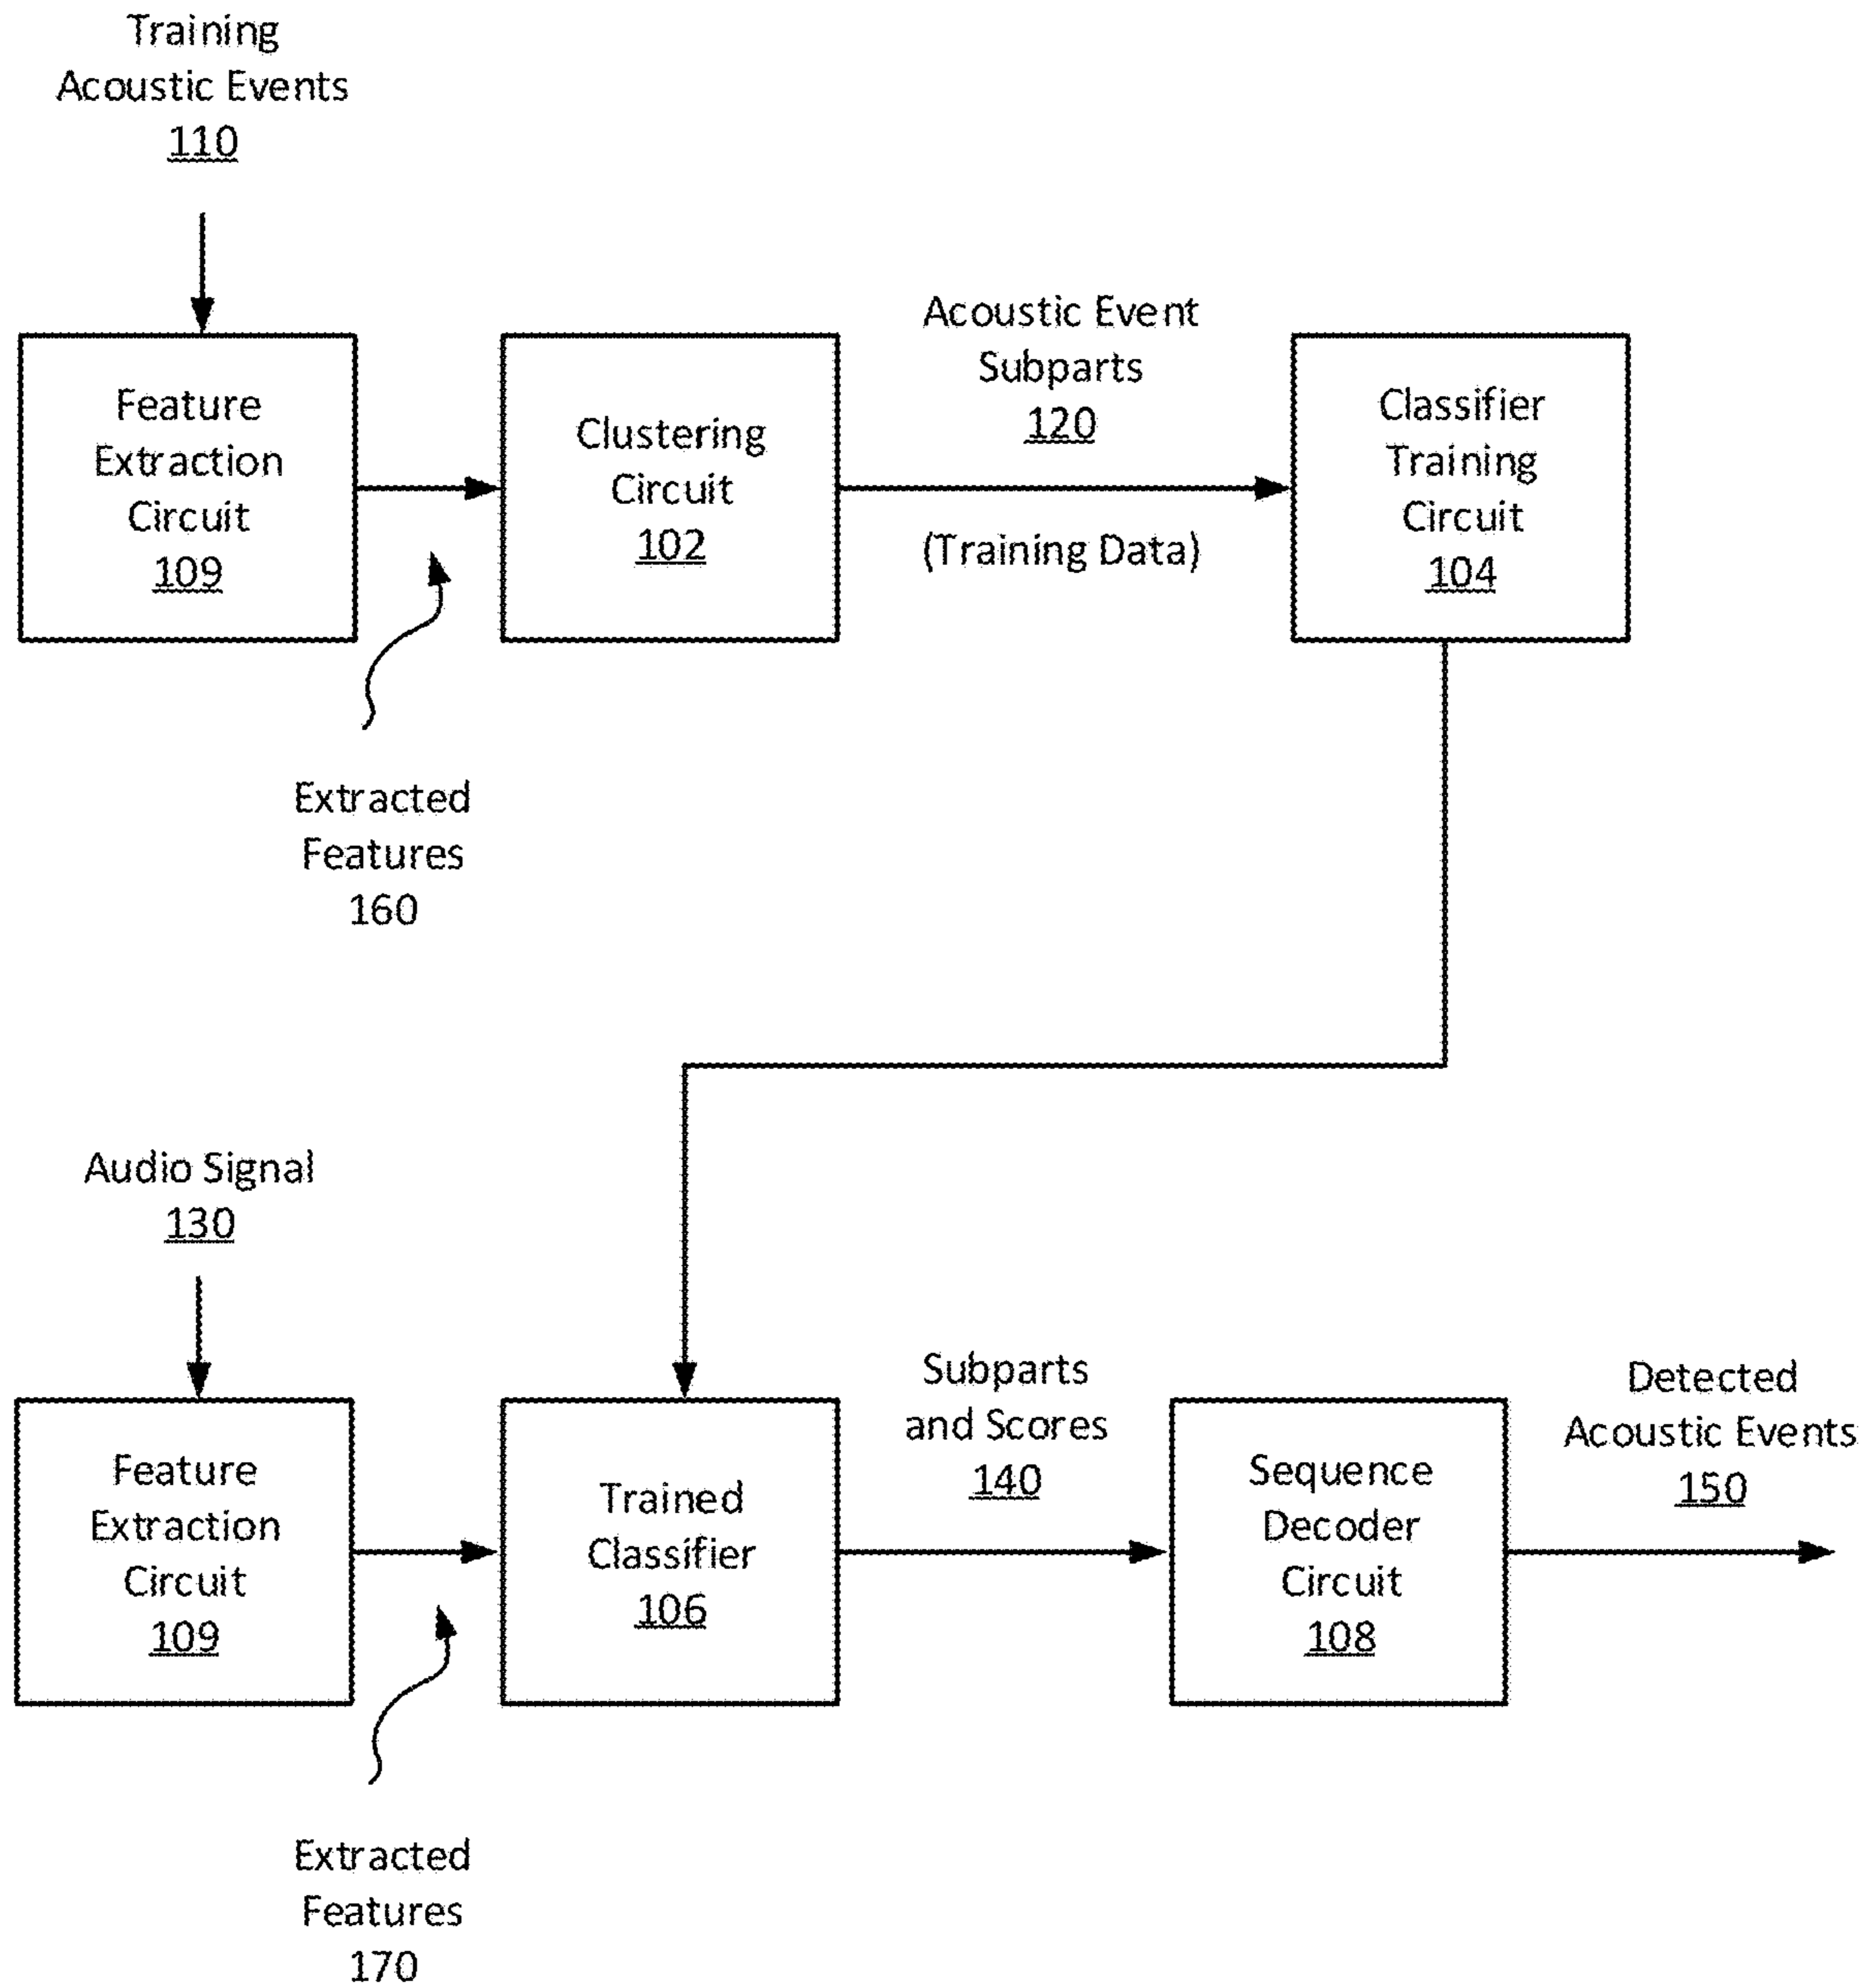 Training
Acoustic Events
110
Feature
Extraction
Circuit
109
Clustering
Circuit
102
Acoustic Event
Subparts
120
(Training Data)
Classifier
Training
Circuit
104
Extracted
Features
160
Audio Signal
130
Feature
Extraction
Circuit
109
Trained
Classifier
106
Subparts
and Scores
140
Sequence
Decoder
Circuit
108
Detected
Acoustic Events
150
Extracted
Features
170